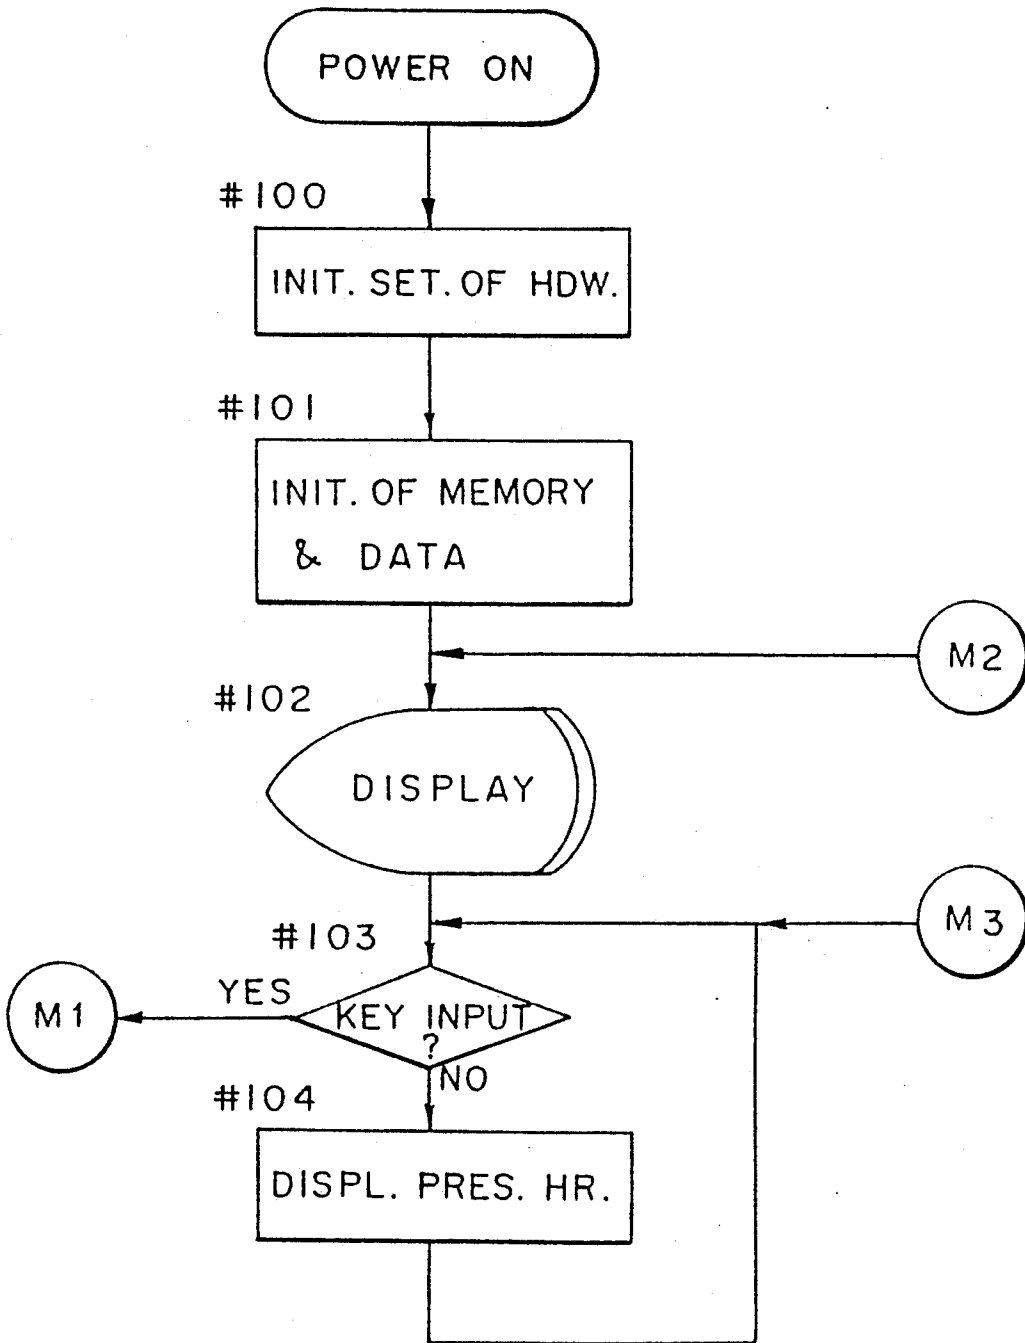 POWER ON
#100
INIT. SET. OF HDW.
#101
INIT. OF MEMORY
& DATA
M2
#102
DISPLAY
M3
#103
YES
M1
KEY INPUT
?
NO
#104
DISPL. PRES. HR.